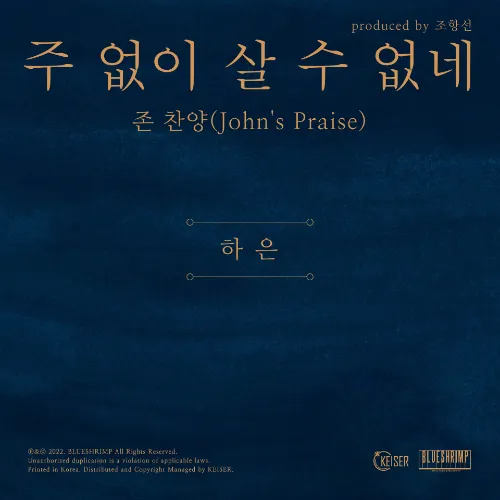 produced by 조항선
주 없이 살 수 없네
존 찬양(John's Praise)
하은
℗&© 2022. BLUESHRIMP All Rights Reserved.
Unauthorized duplication is a violation of applicable laws.
Printed in Korea. Distributed and Copyright Managed by KEISER.
KEISER
BLUESHRIMP